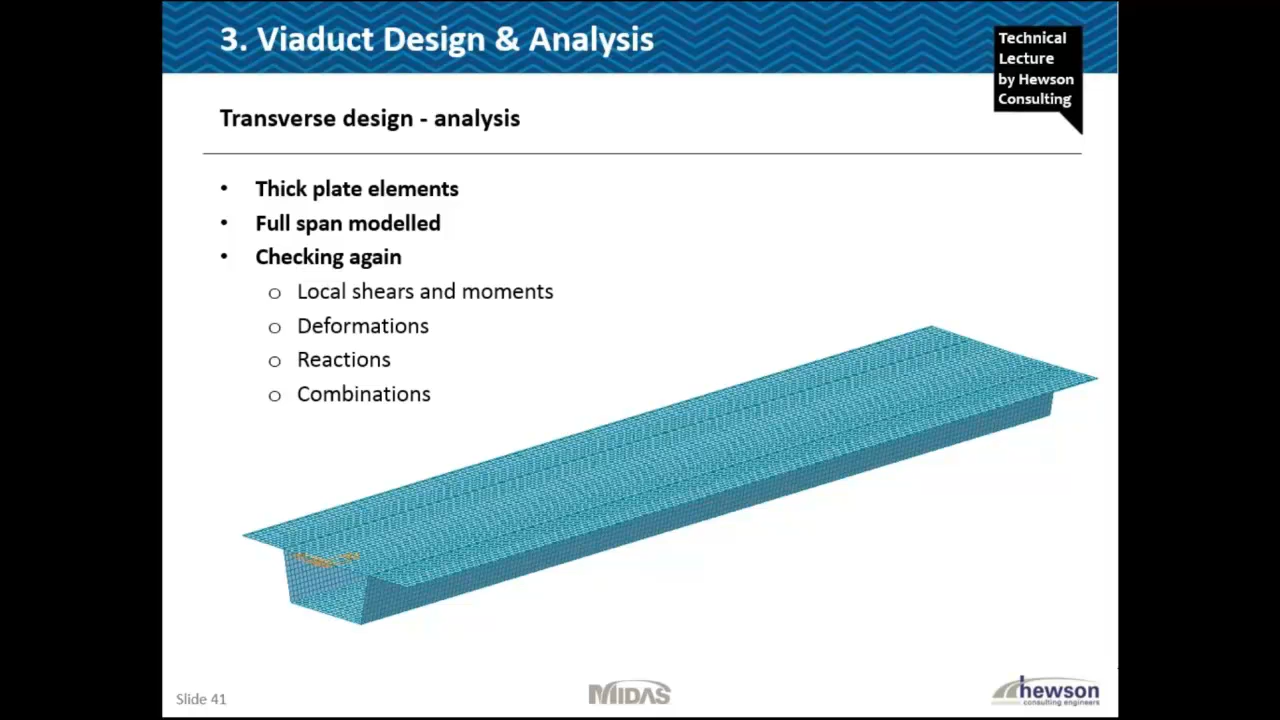 3. Viaduct Design & Analysis
Technical
Lecture
by Hewson
Consulting
Transverse design - analysis
• Thick plate elements
• Full span modelled
• Checking again
o Local shears and moments
o Deformations
o Reactions
o Combinations
Slide 41
MIDAS
hewson
consulting engineers